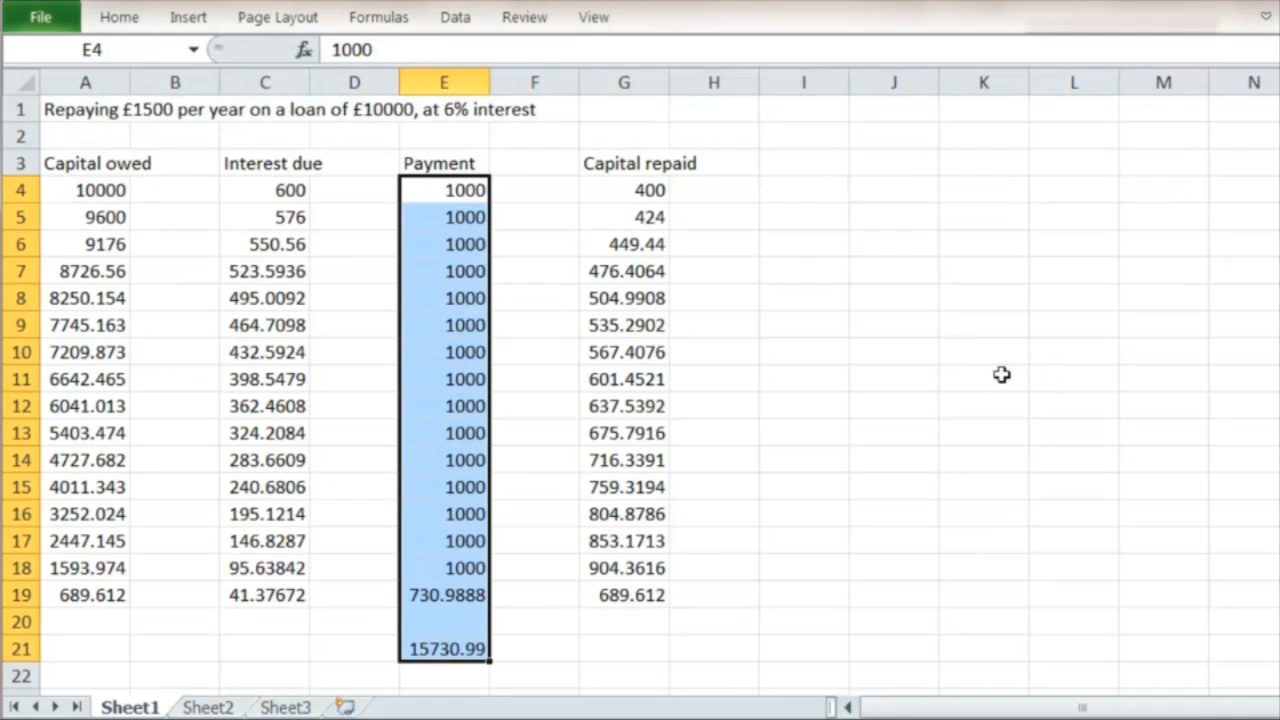 File Home Insert Page Layout Formulas Data Review View
E4 fx 1000
A B C D E F G H I J K L M N
1 Repaying £1500 per year on a loan of £10000, at 6% interest
2
3 Capital owed Interest due Payment Capital repaid
4 10000 600 1000 400
5 9600 576 1000 424
6 9176 550.56 1000 449.44
7 8726.56 523.5936 1000 476.4064
8 8250.154 495.0092 1000 504.9908
9 7745.163 464.7098 1000 535.2902
10 7209.873 432.5924 1000 567.4076
11 6642.465 398.5479 1000 601.4521
12 6041.013 362.4608 1000 637.5392
13 5403.474 324.2084 1000 675.7916
14 4727.682 283.6609 1000 716.3391
15 4011.343 240.6806 1000 759.3194
16 3252.024 195.1214 1000 804.8786
17 2447.145 146.8287 1000 853.1713
18 1593.974 95.63842 1000 904.3616
19 689.612 41.37672 730.9888 689.612
20
21 15730.99
22
Sheet1 Sheet2 Sheet3